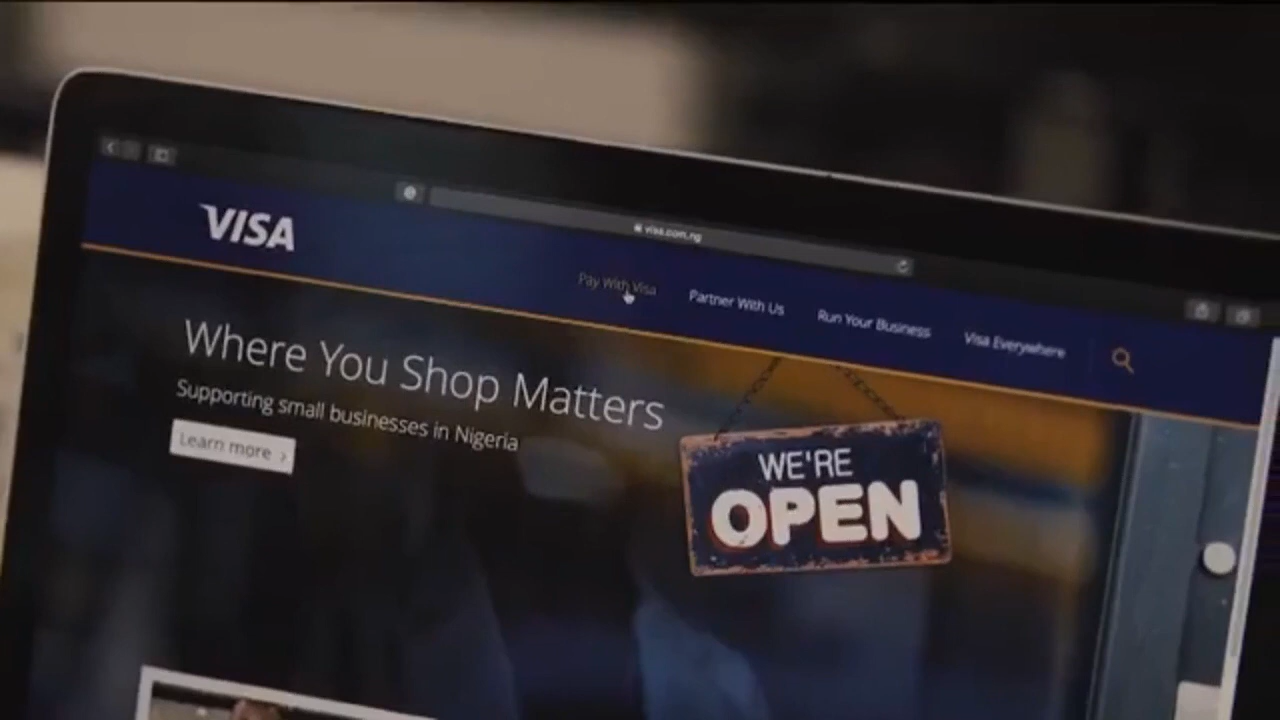 visa.com.ng
VISA
Pay With Visa
Partner With Us
Run Your Business
Visa Everywhere
Where You Shop Matters
Supporting small businesses in Nigeria
Learn more
WE'RE
OPEN